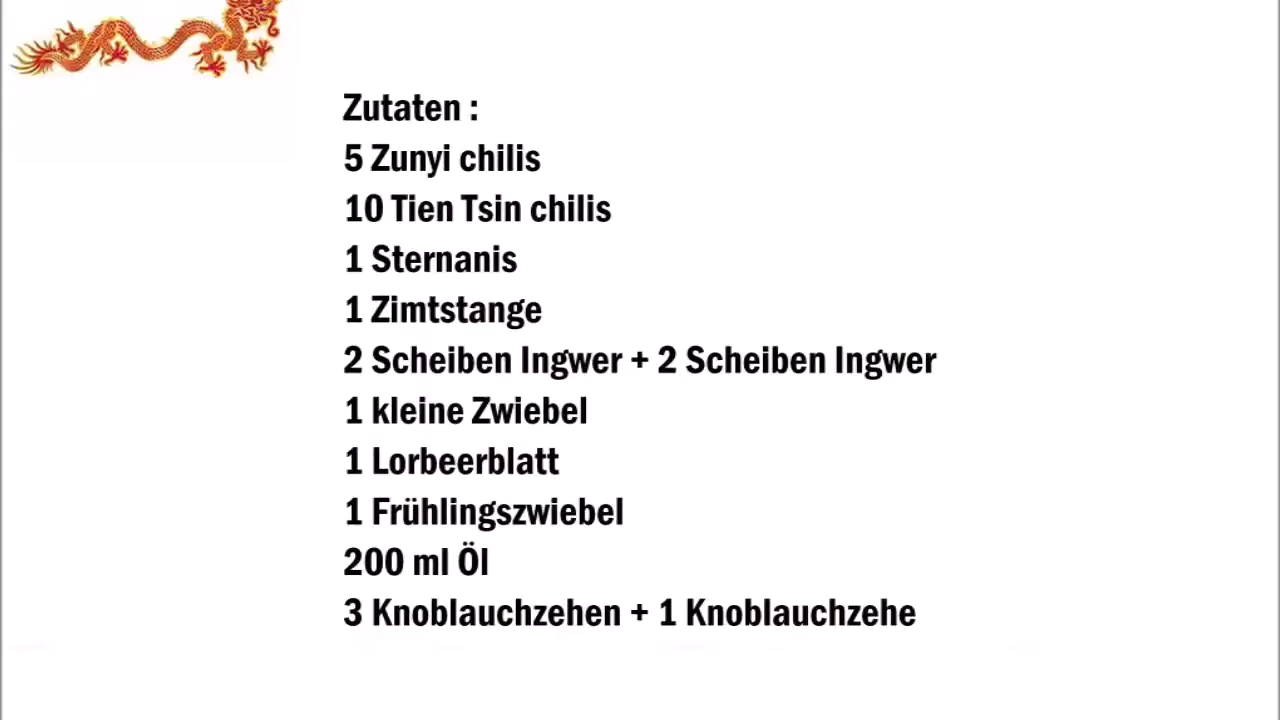 Zutaten :
5 Zunyi chilis
10 Tien Tsin chilis
1 Sternanis
1 Zimtstange
2 Scheiben Ingwer + 2 Scheiben Ingwer
1 kleine Zwiebel
1 Lorbeerblatt
1 Frühlingszwiebel
200 ml Öl
3 Knoblauchzehen + 1 Knoblauchzehe